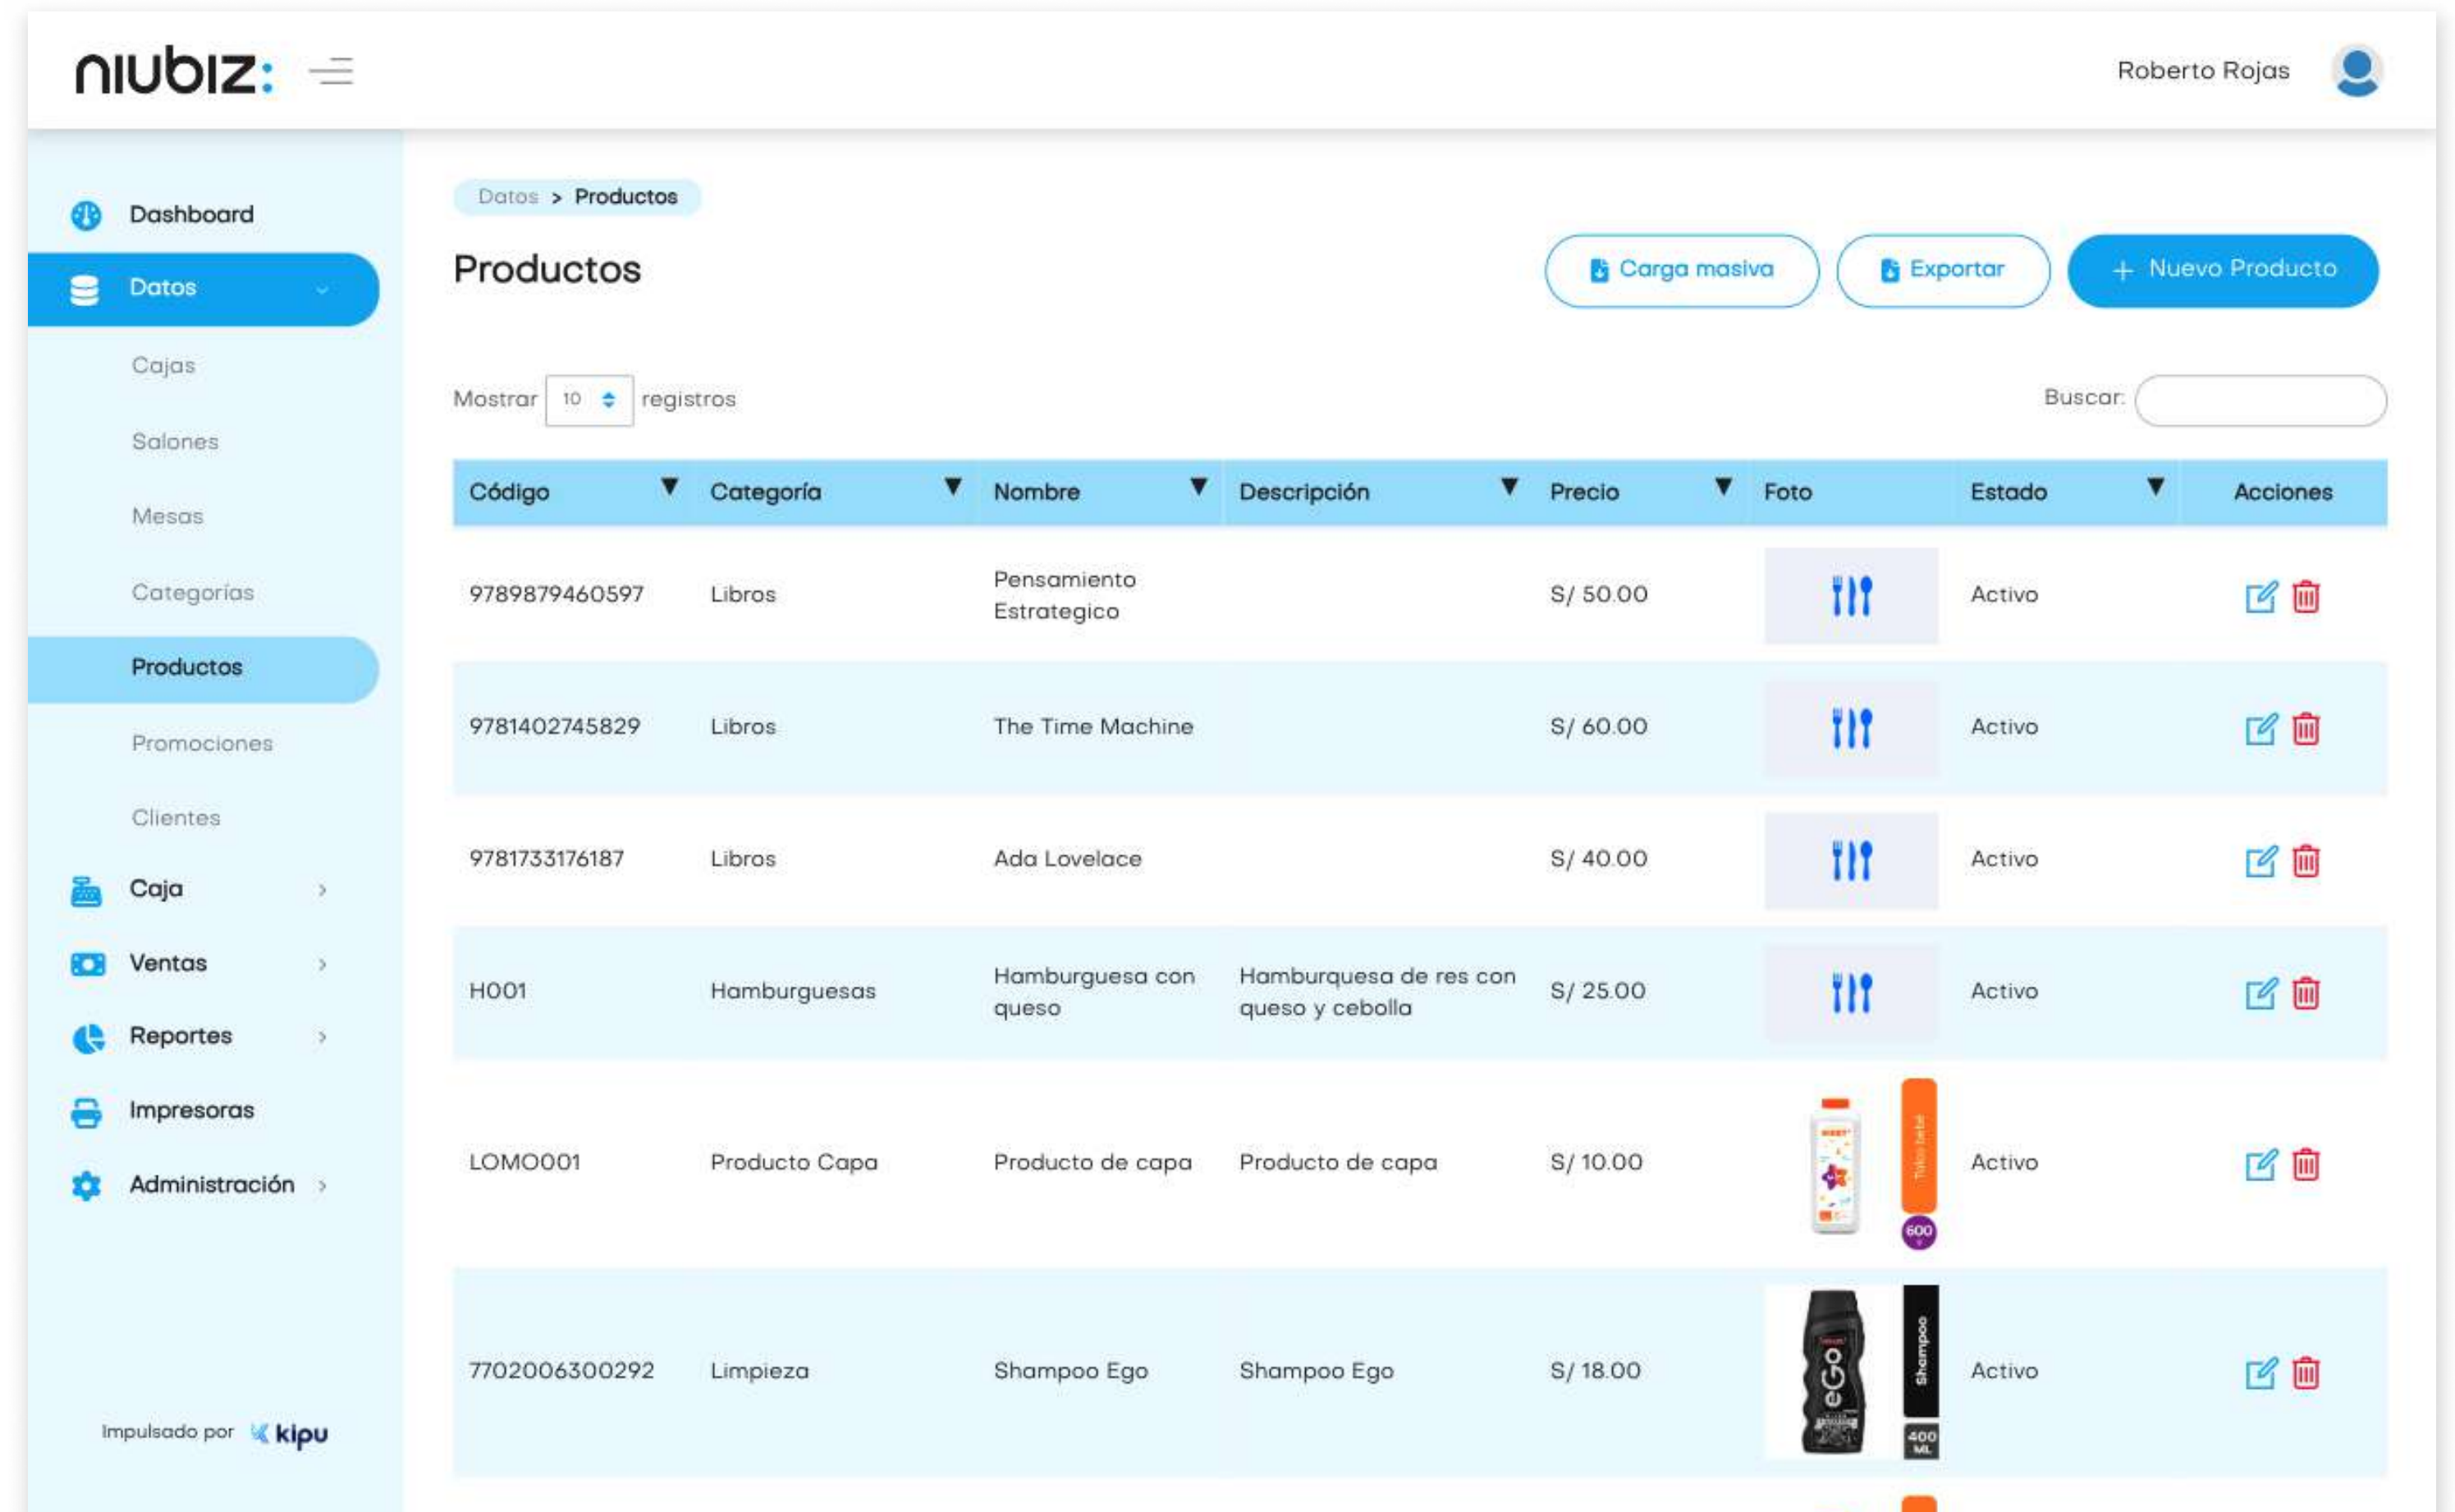 niubiz:
Roberto Rojas
Dashboard
Datos
Cajas
Salones
Mesas
Categorías
Productos
Promociones
Clientes
Caja
Ventas
Reportes
Impresoras
Administración
Impulsado por kipu
Datos > Productos
Productos
Carga masiva
Exportar
+ Nuevo Producto
Mostrar 10 registros
Buscar:
Código Categoría Nombre Descripción Precio Foto Estado Acciones
9789879460597 Libros Pensamiento Estrategico S/ 50.00 Activo
9781402745829 Libros The Time Machine S/ 60.00 Activo
9781733176187 Libros Ada Lovelace S/ 40.00 Activo
H001 Hamburguesas Hamburguesa con queso Hamburquesa de res con queso y cebolla S/ 25.00 Activo
LOMO001 Producto Capa Producto de capa Producto de capa S/ 10.00 Activo
600
7702006300292 Limpieza Shampoo Ego Shampoo Ego S/ 18.00 Activo
eGo
Shampoo
400
ML